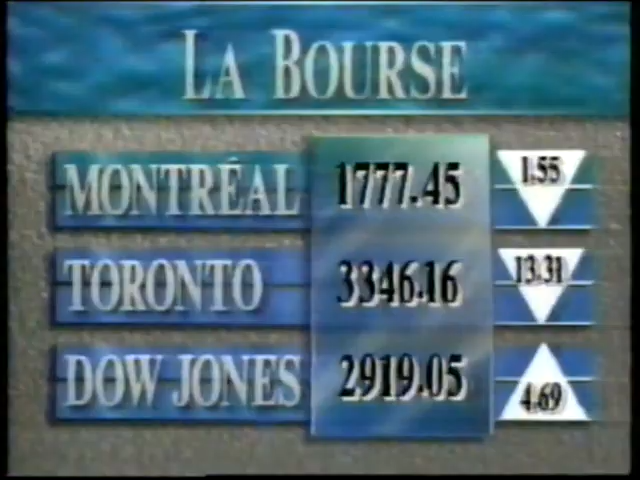 LA BOURSE
MONTRÉAL 1777.45 1.55
TORONTO 3346.16 13.31
DOW JONES 2919.05 4.69